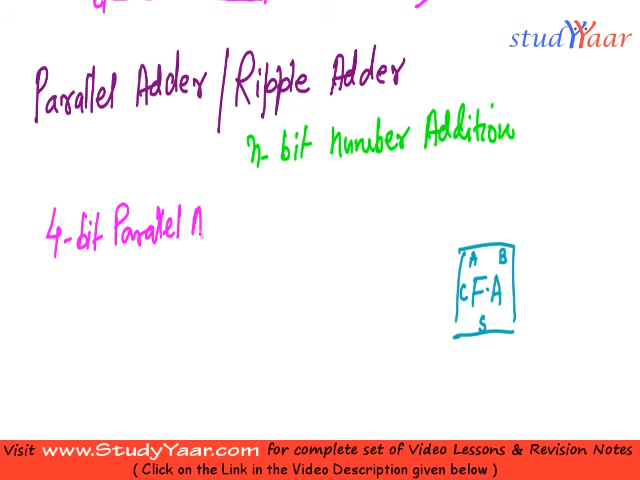 studYYaar
Parallel Adder / Ripple Adder
n-bit number Addition
4-bit Parallel
A B
C F.A
S
Visit www.StudyYaar.com for complete set of Video Lessons & Revision Notes
( Click on the Link in the Video Description given below )